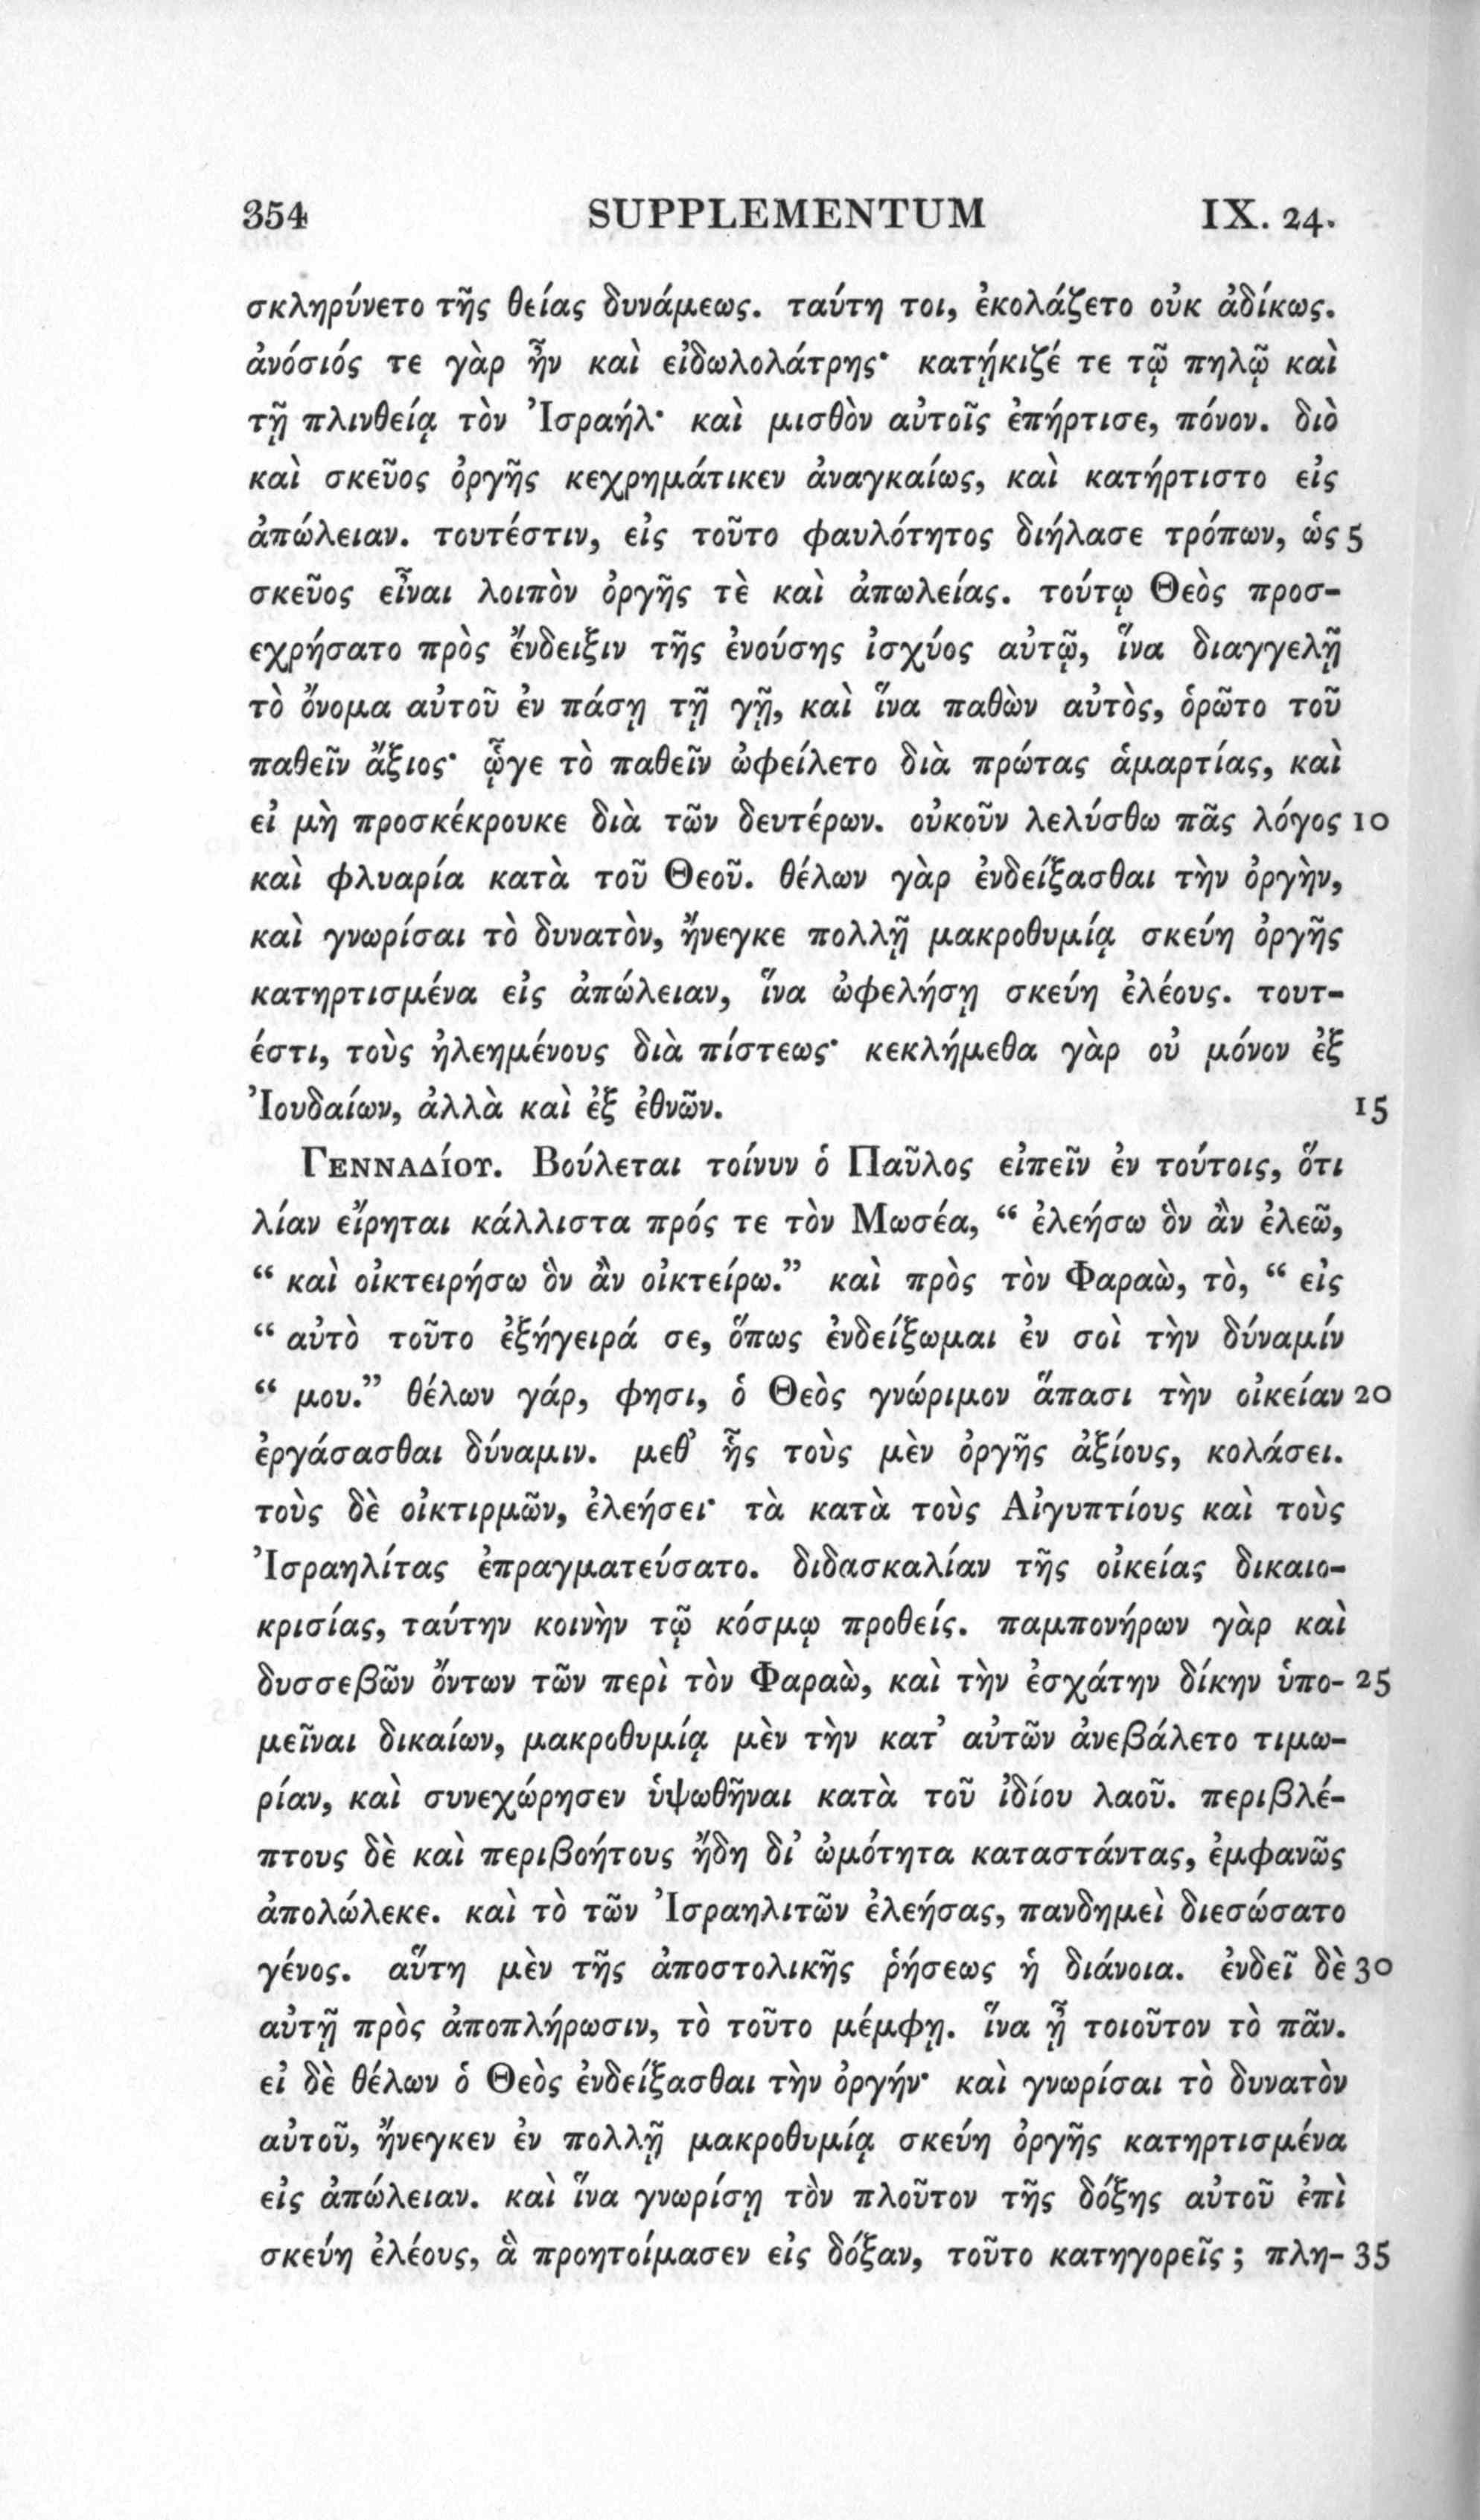 354 SUPPLEMENTUM IX. 24.
σκληρύνετο τῆς θείας δυνάμεως. ταύτη τοι, ἐκολάζετο οὐκ ἀδίκως.
ἀνόσιός τε γὰρ ἦν καὶ εἰδωλολάτρης· κατῄκιζέ τε τῷ πηλῷ καὶ
τῇ πλινθείᾳ τὸν Ἰσραήλ· καὶ μισθὸν αὐτοῖς ἐπήρτισε, πόνον. διὸ
καὶ σκεῦος ὀργῆς κεχρημάτικεν ἀναγκαίως, καὶ κατήρτιστο εἰς
ἀπώλειαν. τουτέστιν, εἰς τοῦτο φαυλότητος διήλασε τρόπων, ὡς 5
σκεῦος εἶναι λοιπὸν ὀργῆς τὲ καὶ ἀπωλείας. τούτῳ Θεὸς προσ-
εχρήσατο πρὸς ἔνδειξιν τῆς ἐνούσης ἰσχύος αὐτῷ, ἵνα διαγγελῇ
τὸ ὄνομα αὐτοῦ ἐν πάσῃ τῇ γῇ, καὶ ἵνα παθὼν αὐτὸς, ὁρῶτο τοῦ
παθεῖν ἄξιος· ᾧγε τὸ παθεῖν ὠφείλετο διὰ πρώτας ἁμαρτίας, καὶ
εἰ μὴ προσκέκρουκε διὰ τῶν δευτέρων. οὐκοῦν λελύσθω πᾶς λόγος 10
καὶ φλυαρία κατὰ τοῦ Θεοῦ. θέλων γὰρ ἐνδείξασθαι τὴν ὀργὴν,
καὶ γνωρίσαι τὸ δυνατὸν, ἤνεγκε πολλῇ μακροθυμίᾳ σκεύη ὀργῆς
κατηρτισμένα εἰς ἀπώλειαν, ἵνα ὠφελήσῃ σκεύη ἐλέους. τουτ-
έστι, τοὺς ἠλεημένους διὰ πίστεως· κεκλήμεθα γὰρ οὐ μόνον ἐξ
Ἰουδαίων, ἀλλὰ καὶ ἐξ ἐθνῶν. 15
Γενναδίου. Βούλεται τοίνυν ὁ Παῦλος εἰπεῖν ἐν τούτοις, ὅτι
λίαν εἴρηται κάλλιστα πρός τε τὸν Μωσέα, “ ἐλεήσω ὃν ἂν ἐλεῶ,
“ καὶ οἰκτειρήσω ὃν ἂν οἰκτείρω.” καὶ πρὸς τὸν Φαραὼ, τὸ, “ εἰς
“ αὐτὸ τοῦτο ἐξήγειρά σε, ὅπως ἐνδείξωμαι ἐν σοὶ τὴν δύναμίν
“ μου.” θέλων γάρ, φησι, ὁ Θεὸς γνώριμον ἅπασι τὴν οἰκείαν 20
ἐργάσασθαι δύναμιν. μεθ’ ἧς τοὺς μὲν ὀργῆς ἀξίους, κολάσει.
τοὺς δὲ οἰκτιρμῶν, ἐλεήσει· τὰ κατὰ τοὺς Αἰγυπτίους καὶ τοὺς
Ἰσραηλίτας ἐπραγματεύσατο. διδασκαλίαν τῆς οἰκείας δικαιο-
κρισίας, ταύτην κοινὴν τῷ κόσμῳ προθείς. παμπονήρων γὰρ καὶ
δυσσεβῶν ὄντων τῶν περὶ τὸν Φαραὼ, καὶ τὴν ἐσχάτην δίκην ὑπο- 25
μεῖναι δικαίων, μακροθυμίᾳ μὲν τὴν κατ’ αὐτῶν ἀνεβάλετο τιμω-
ρίαν, καὶ συνεχώρησεν ὑψωθῆναι κατὰ τοῦ ἰδίου λαοῦ. περιβλέ-
πτους δὲ καὶ περιβοήτους ἤδη δι’ ὠμότητα καταστάντας, ἐμφανῶς
ἀπολώλεκε. καὶ τὸ τῶν Ἰσραηλιτῶν ἐλεήσας, πανδημεὶ διεσώσατο
γένος. αὕτη μὲν τῆς ἀποστολικῆς ῥήσεως ἡ διάνοια. ἐνδεῖ δὲ 30
αὐτῇ πρὸς ἀποπλήρωσιν, τὸ τοῦτο μέμφῃ. ἵνα ᾖ τοιοῦτον τὸ πᾶν.
εἰ δὲ θέλων ὁ Θεὸς ἐνδείξασθαι τὴν ὀργήν· καὶ γνωρίσαι τὸ δυνατὸν
αὐτοῦ, ἤνεγκεν ἐν πολλῇ μακροθυμίᾳ σκεύη ὀργῆς κατηρτισμένα
εἰς ἀπώλειαν. καὶ ἵνα γνωρίσῃ τὸν πλοῦτον τῆς δόξης αὐτοῦ ἐπὶ
σκεύη ἐλέους, ἃ προητοίμασεν εἰς δόξαν, τοῦτο κατηγορεῖς ; πλη- 35